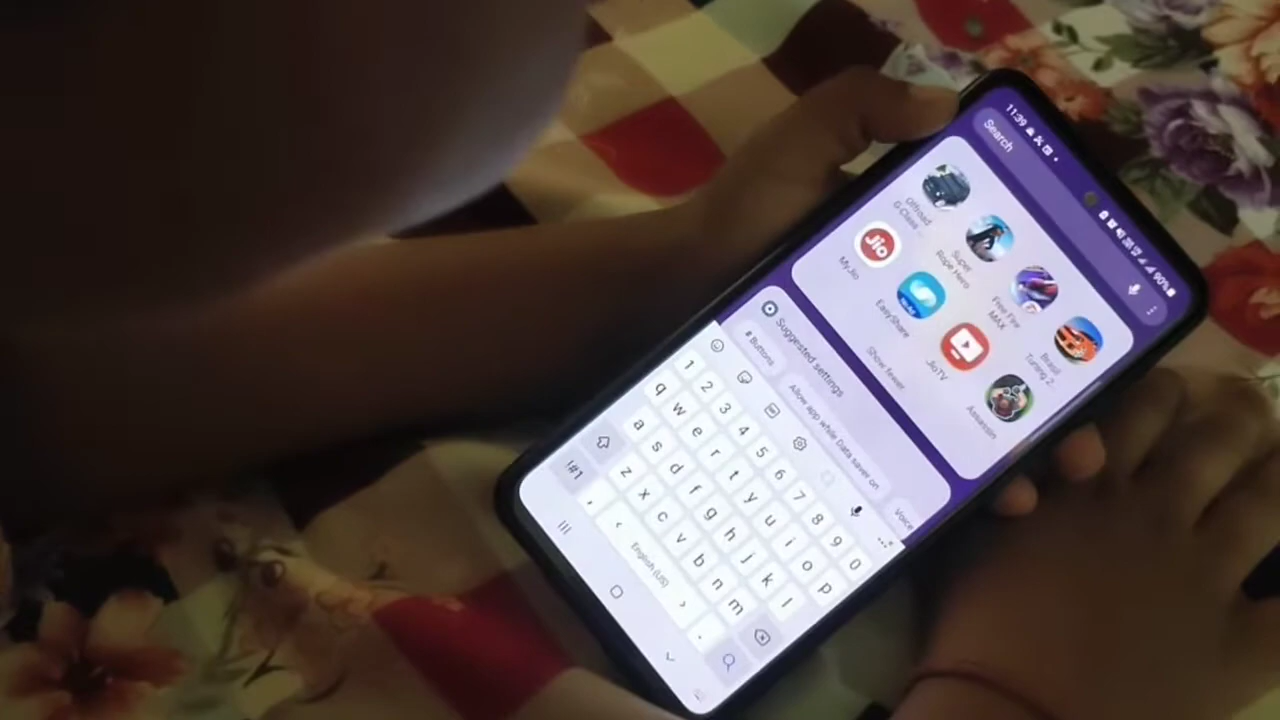 11:39
90%
Search
Offroad
G-Class
Super
Rope Hero
Free Fire
MAX
Brasil
Tuning 2...
Jio
MyJio
EasyShare
JioTV
Assassin
Show fewer
Suggested settings
# Buttons
Allow app while Data saver on
Voice
1 2 3 4 5 6 7 8 9 0
q w e r t y u i o p
a s d f g h j k l
z x c v b n m
!#1 , < English (US) > .